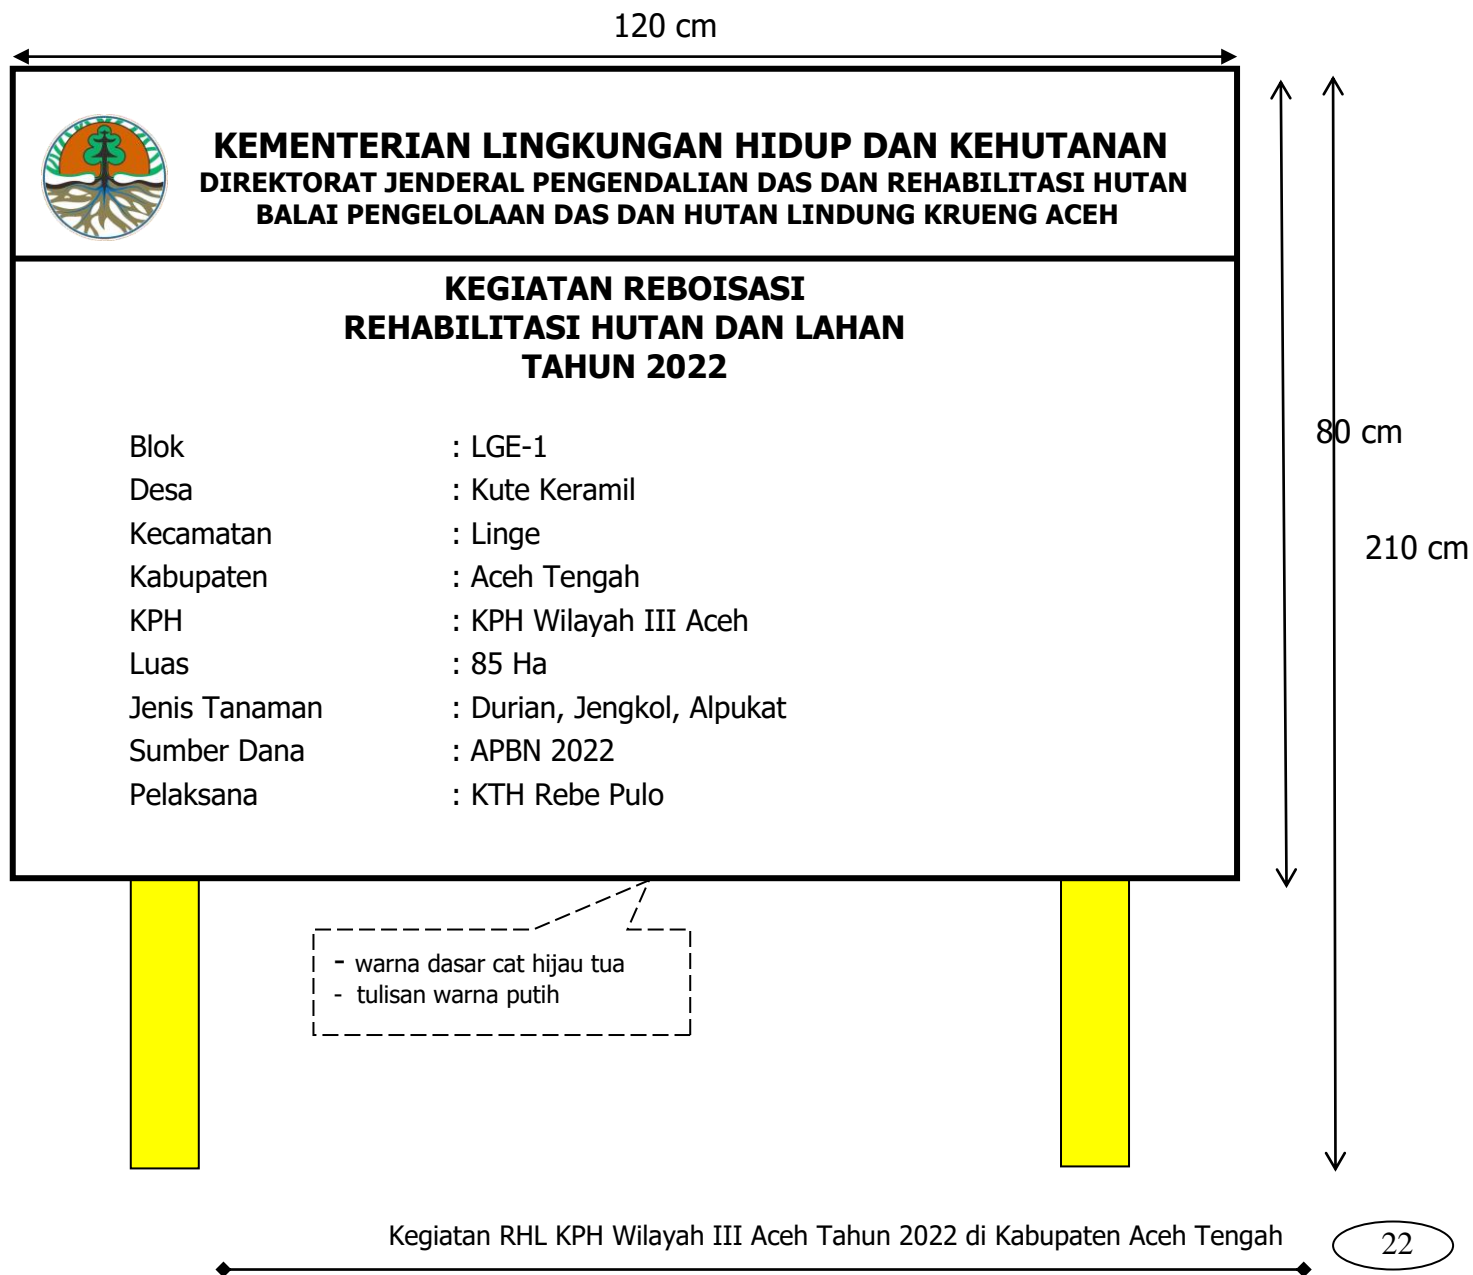 120 cm
KEMENTERIAN LINGKUNGAN HIDUP DAN KEHUTANAN
DIREKTORAT JENDERAL PENGENDALIAN DAS DAN REHABILITASI HUTAN
BALAI PENGELOLAAN DAS DAN HUTAN LINDUNG KRUENG ACEH
KEGIATAN REBOISASI
REHABILITASI HUTAN DAN LAHAN
TAHUN 2022
Blok : LGE-1
Desa : Kute Keramil
Kecamatan : Linge
Kabupaten : Aceh Tengah
KPH : KPH Wilayah III Aceh
Luas : 85 Ha
Jenis Tanaman : Durian, Jengkol, Alpukat
Sumber Dana : APBN 2022
Pelaksana : KTH Rebe Pulo
80 cm
210 cm
- warna dasar cat hijau tua
- tulisan warna putih
Kegiatan RHL KPH Wilayah III Aceh Tahun 2022 di Kabupaten Aceh Tengah
22